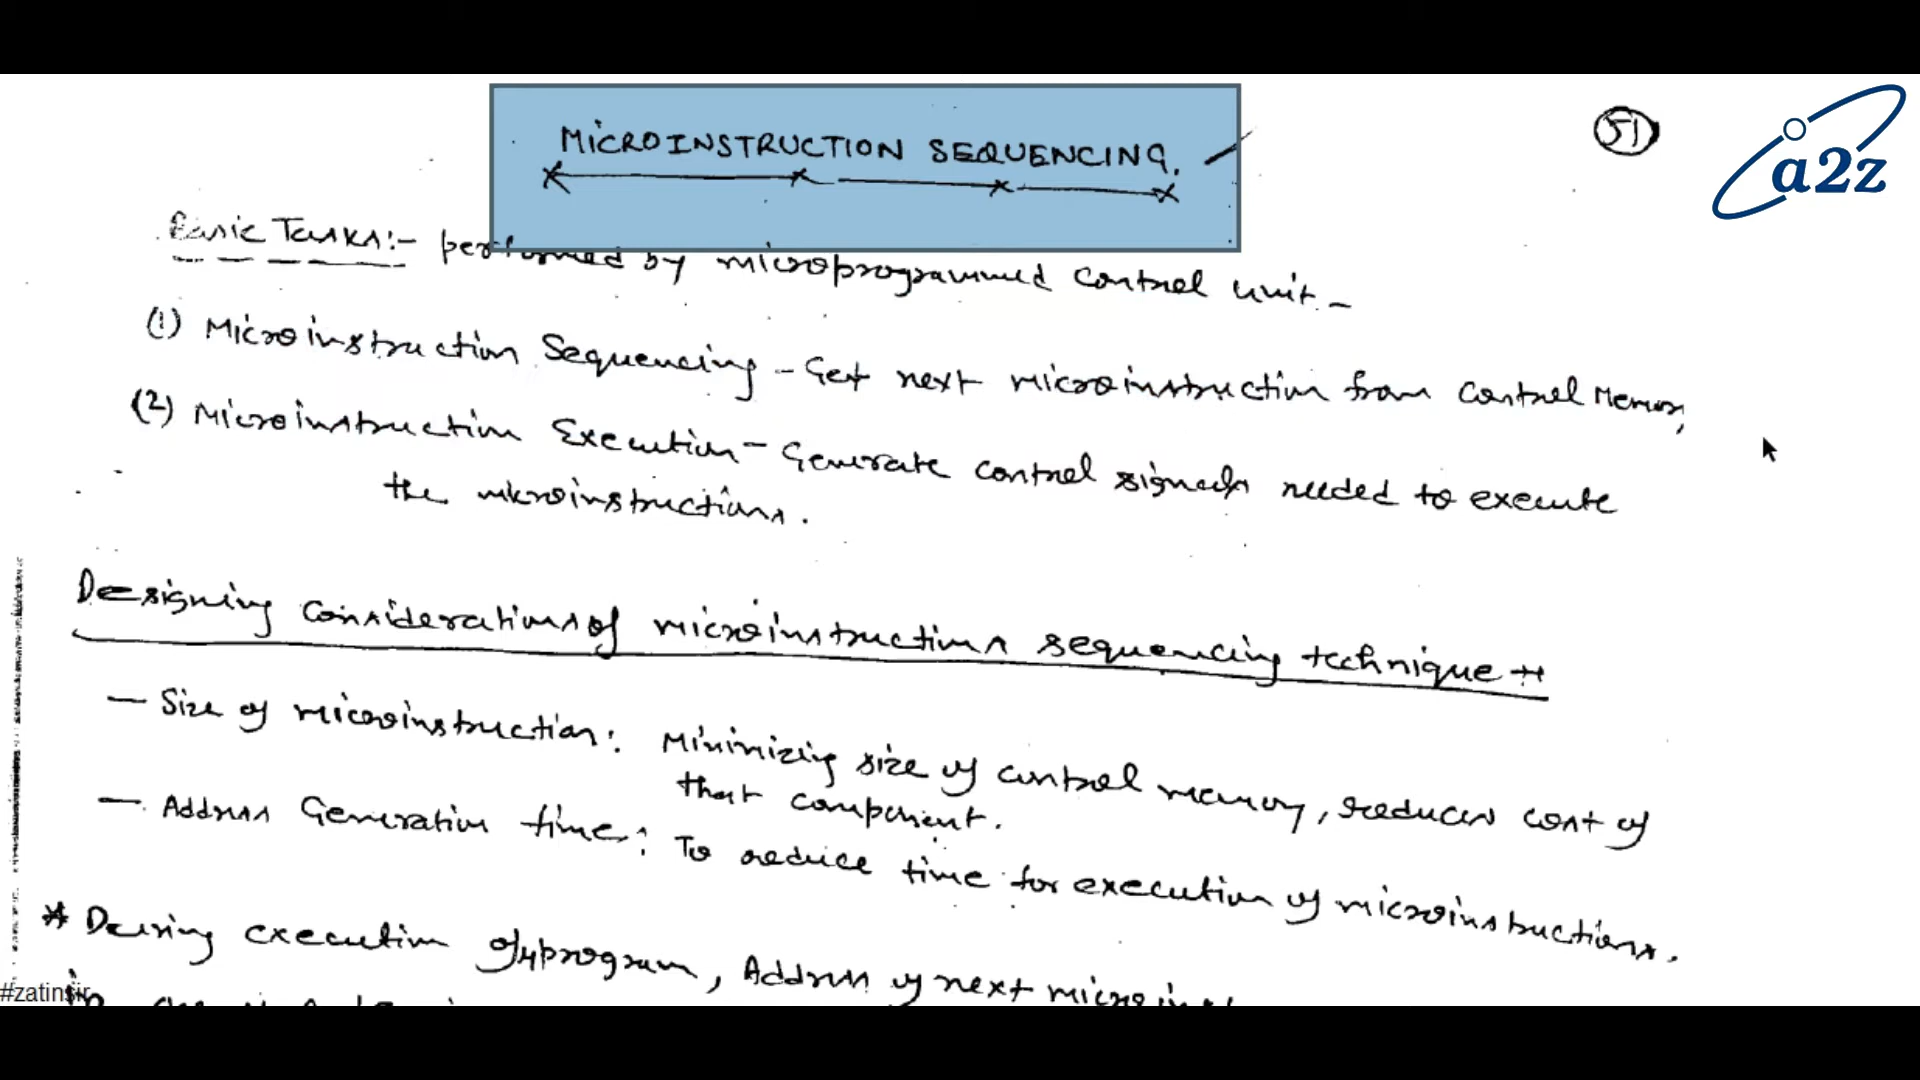 MICROINSTRUCTION SEQUENCING.
51
a2z
Basic Tasks:- performed by microprogrammed control unit -
(1) Microinstruction Sequencing - Get next microinstruction from control Memory,
(2) Microinstruction Execution - Generate control signals needed to execute
the microinstructions.
Designing considerations of microinstructions sequencing technique
- Size of microinstruction: Minimizing size of control memory, reduces cost of
that component.
- Address Generation time: To reduce time for execution of microinstructions.
* During execution of program, Address of next microinst
#zatinsir